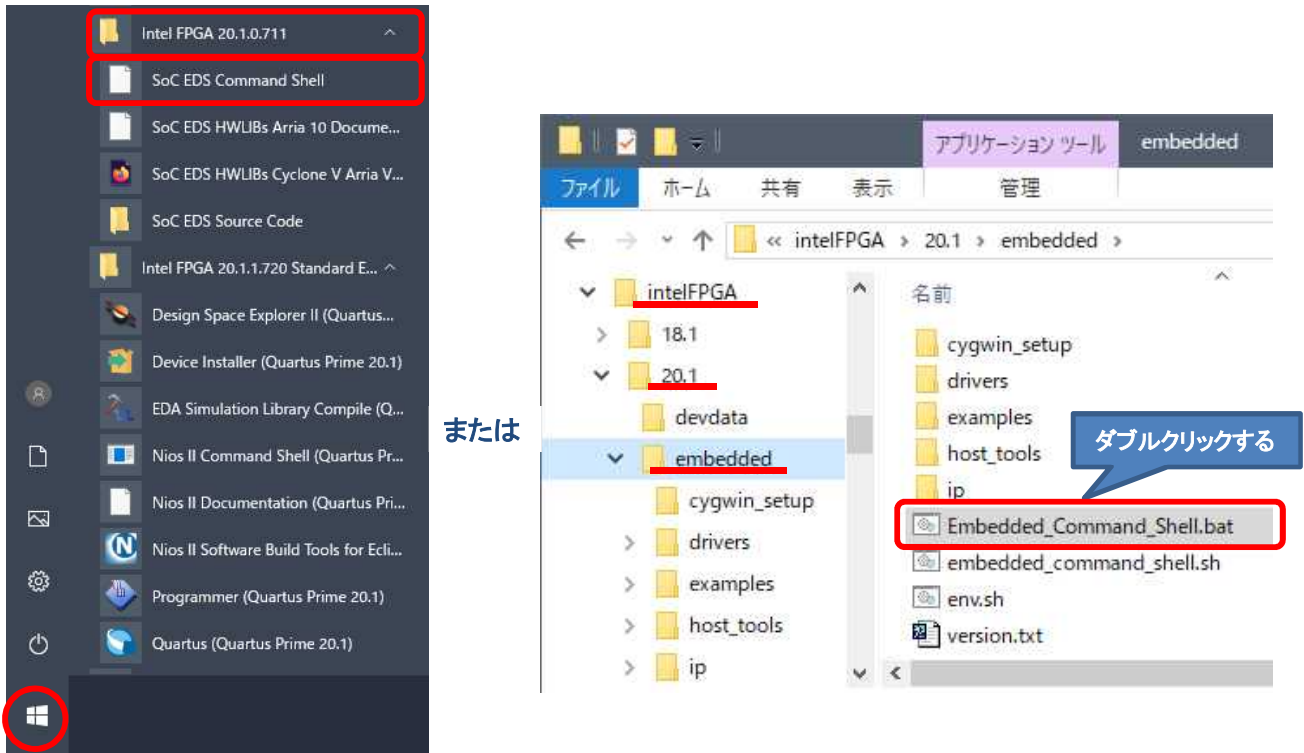 Intel FPGA 20.1.0.711
SoC EDS Command Shell
SoC EDS HWLIBs Arria 10 Docume...
SoC EDS HWLIBs Cyclone V Arria V...
SoC EDS Source Code
Intel FPGA 20.1.1.720 Standard E...
Design Space Explorer II (Quartus...
Device Installer (Quartus Prime 20.1)
EDA Simulation Library Compile (Q...
Nios II Command Shell (Quartus Pr...
Nios II Documentation (Quartus Pri...
Nios II Software Build Tools for Ecli...
Programmer (Quartus Prime 20.1)
Quartus (Quartus Prime 20.1)
または
アプリケーション ツール embedded
ファイル ホーム 共有 表示 管理
« intelFPGA > 20.1 > embedded >
intelFPGA
18.1
20.1
devdata
embedded
cygwin_setup
drivers
examples
host_tools
ip
名前
cygwin_setup
drivers
examples
host_tools
ip
Embedded_Command_Shell.bat
embedded_command_shell.sh
env.sh
version.txt
ダブルクリックする